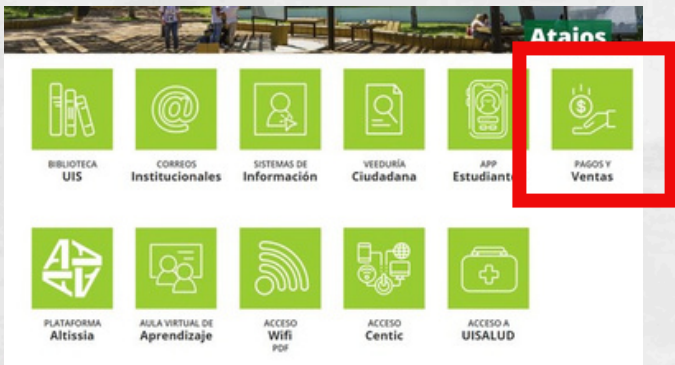 Atajos
BIBLIOTECA
UIS
CORREOS
Institucionales
SISTEMAS DE
Información
VEEDURÍA
Ciudadana
APP
Estudiante
PAGOS Y
Ventas
PLATAFORMA
Altissia
AULA VIRTUAL DE
Aprendizaje
ACCESO
Wifi
PDF
ACCESO
Centic
ACCESO A
UISALUD